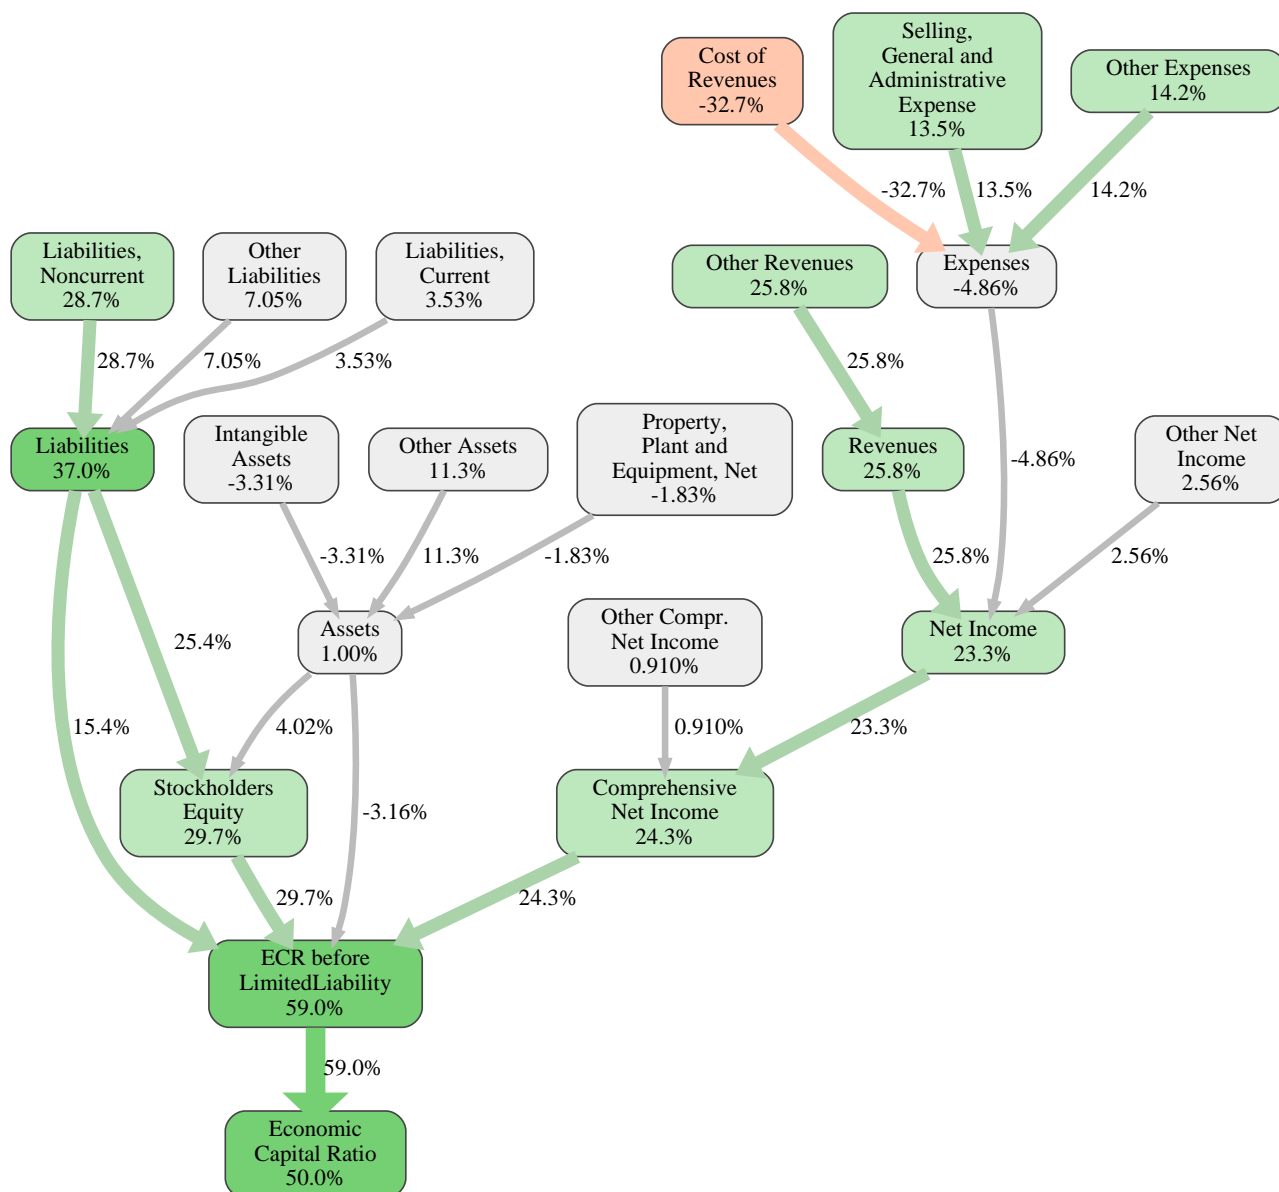 Cost of
Revenues
-32.7%
Selling,
General and
Administrative
Expense
13.5%
Other Expenses
14.2%
-32.7%
13.5%
14.2%
Liabilities,
Noncurrent
28.7%
Other
Liabilities
7.05%
Liabilities,
Current
3.53%
Other Revenues
25.8%
Expenses
-4.86%
28.7%
7.05%
3.53%
25.8%
Liabilities
37.0%
Intangible
Assets
-3.31%
Other Assets
11.3%
Property,
Plant and
Equipment, Net
-1.83%
Revenues
25.8%
-4.86%
Other Net
Income
2.56%
-3.31%
11.3%
-1.83%
25.8%
2.56%
25.4%
Assets
1.00%
Other Compr.
Net Income
0.910%
Net Income
23.3%
15.4%
4.02%
0.910%
23.3%
Stockholders
Equity
29.7%
-3.16%
Comprehensive
Net Income
24.3%
29.7%
24.3%
ECR before
LimitedLiability
59.0%
59.0%
Economic
Capital Ratio
50.0%